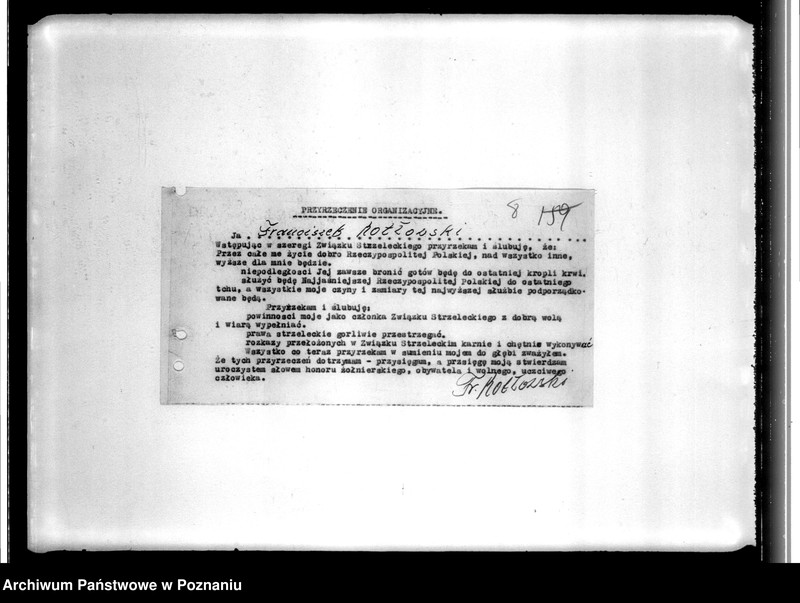 PRZYRZECZENIE ORGANIZACYJNE.
8 159
Ja . Franciszek Kotłowski
Wstępując w szeregi Związku Strzeleckiego przyrzekam i ślubuję, że:
Przez całe me życie dobro Rzeczypospolitej Polskiej, nad wszystko inne,
wyższe dla mnie będzie.
niepodległości Jej zawsze bronić gotów będę do ostatniej kropli krwi,
służyć będę Najjaśniejszej Rzeczypospolitej Polskiej do ostatniego
tchu, a wszystkie moje czyny i zamiary tej najwyższej służbie podporządko-
wane będą.
Przyrzekam i ślubuję:
powinności moje jako członka Związku Strzeleckiego z dobrą wolą
i wiarą wypełniać.
prawa strzeleckie gorliwie przestrzegać.
rozkazy przełożonych w Związku Strzeleckim karnie i chętnie wykonywać
Wszystko co teraz przyrzekam w sumieniu mojem do głębi zważyłem.
Że tych przyrzeczeń dotrzymam - przysięgam, a przsięgę moją stwierdzam
uroczystem słowem honoru żołnierskiego, obywatela i wolnego, uczciwego
człowieka.
Fr. Kotłowski
Archiwum Państwowe w Poznaniu